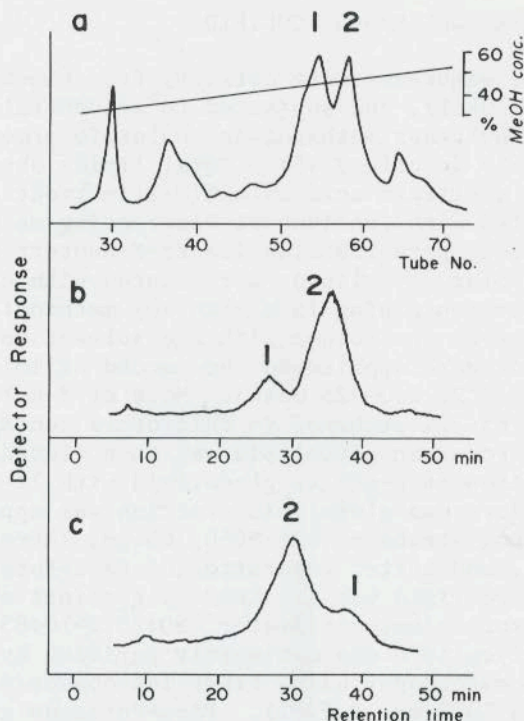 a
1 2
60
40
%
MeOH conc.
30 40 50 60 70
Tube No.
Detector Response
b
1
2
0 10 20 30 40 50 min
c
2
1
0 10 20 30 40 50 min
Retention time